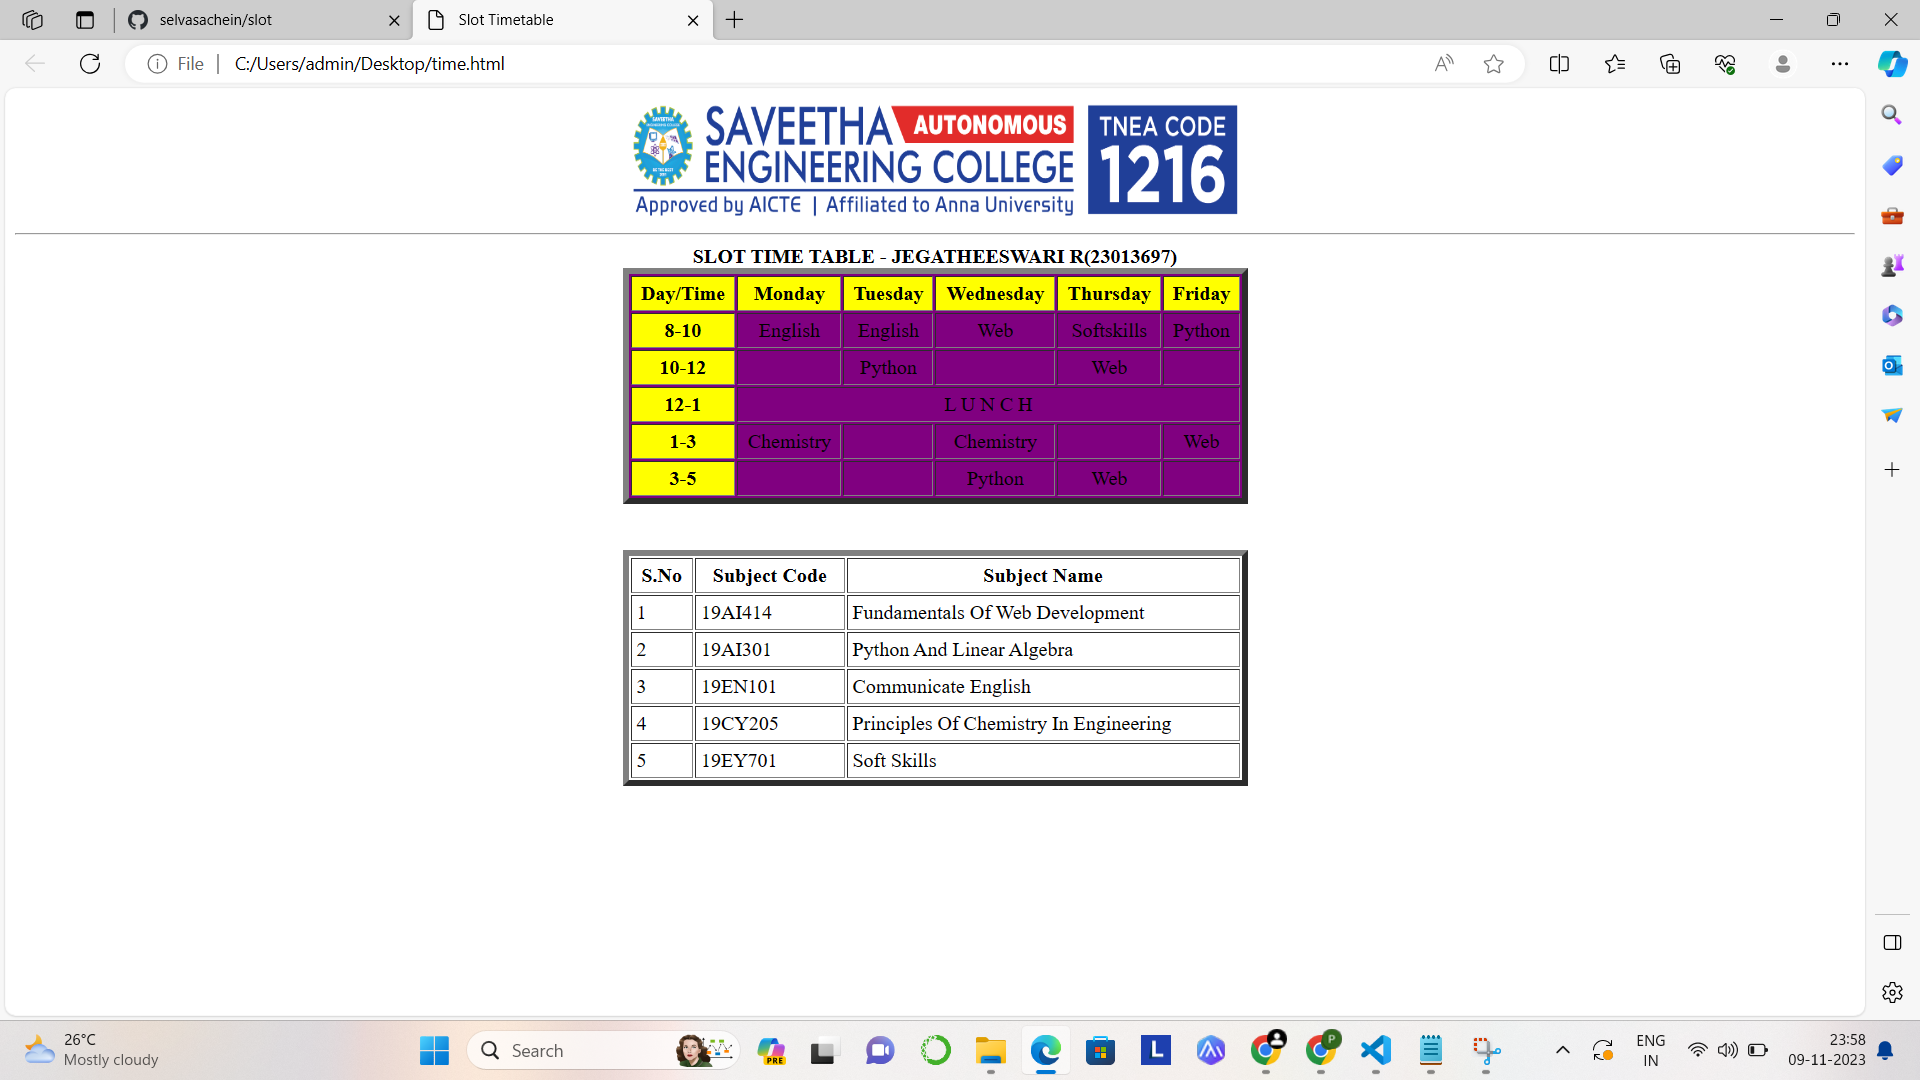 selvasachein/slot
Slot Timetable
File
C:/Users/admin/Desktop/time.html
SAVEETHA AUTONOMOUS
ENGINEERING COLLEGE
Approved by AICTE | Affiliated to Anna University
TNEA CODE
1216
SLOT TIME TABLE - JEGATHEESWARI R(23013697)
Day/Time Monday Tuesday Wednesday Thursday Friday
8-10 English English Web Softskills Python
10-12 Python Web
12-1 L U N C H
1-3 Chemistry Chemistry Web
3-5 Python Web
S.No Subject Code Subject Name
1 19AI414 Fundamentals Of Web Development
2 19AI301 Python And Linear Algebra
3 19EN101 Communicate English
4 19CY205 Principles Of Chemistry In Engineering
5 19EY701 Soft Skills
26°C
Mostly cloudy
Search
PRE
L
P
ENG
IN
23:58
09-11-2023